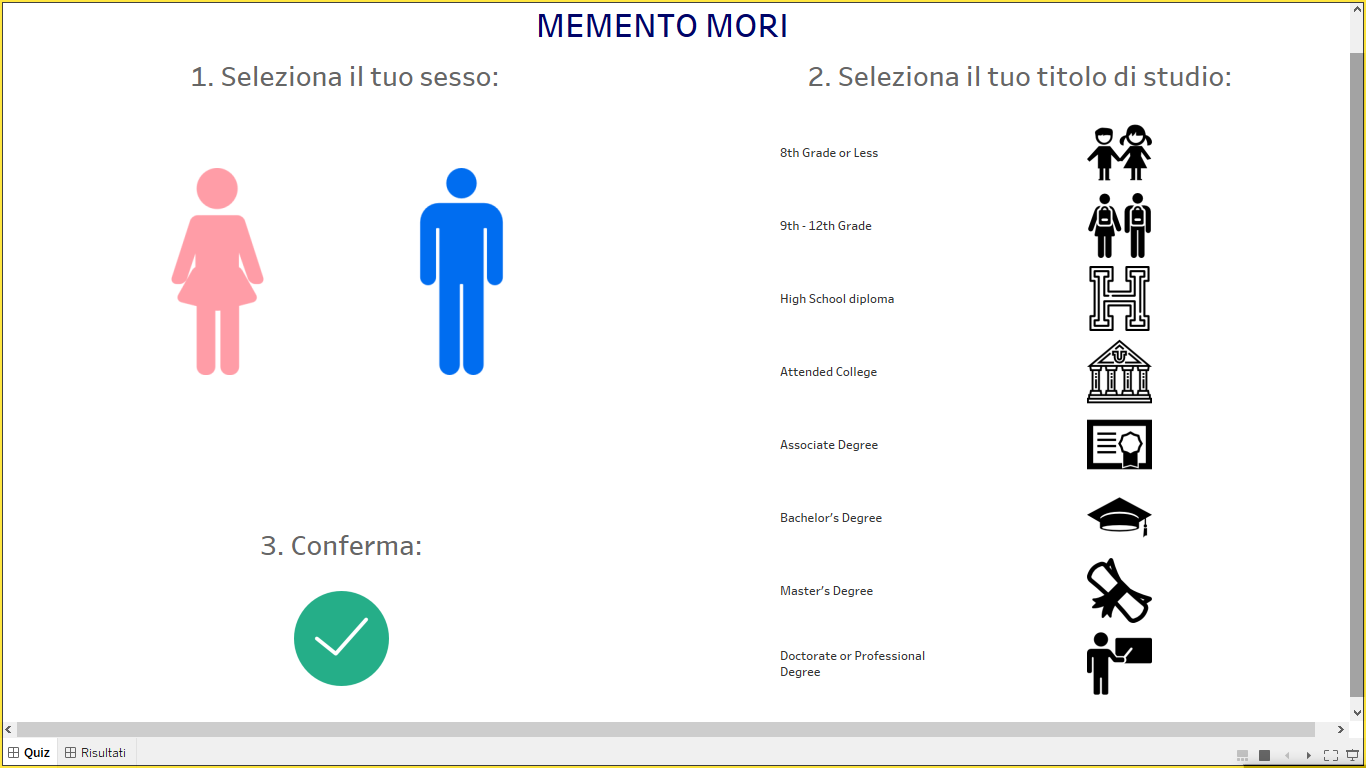 MEMENTO MORI
1. Seleziona il tuo sesso:
2. Seleziona il tuo titolo di studio:
8th Grade or Less
9th - 12th Grade
High School diploma
Attended College
Associate Degree
Bachelor's Degree
Master's Degree
Doctorate or Professional
Degree
3. Conferma:
Quiz
Risultati